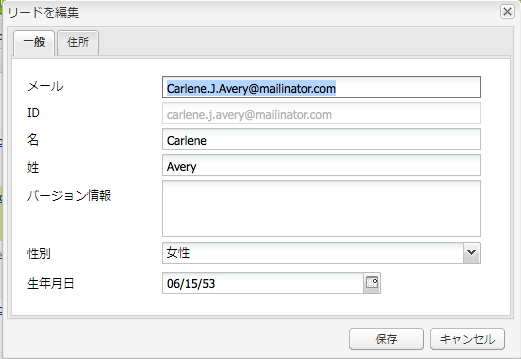 リードを編集
一般 住所
メール Carlene.J.Avery@mailinator.com
ID carlene.j.avery@mailinator.com
名 Carlene
姓 Avery
バージョン情報
性別 女性
生年月日 06/15/53
保存 キャンセル